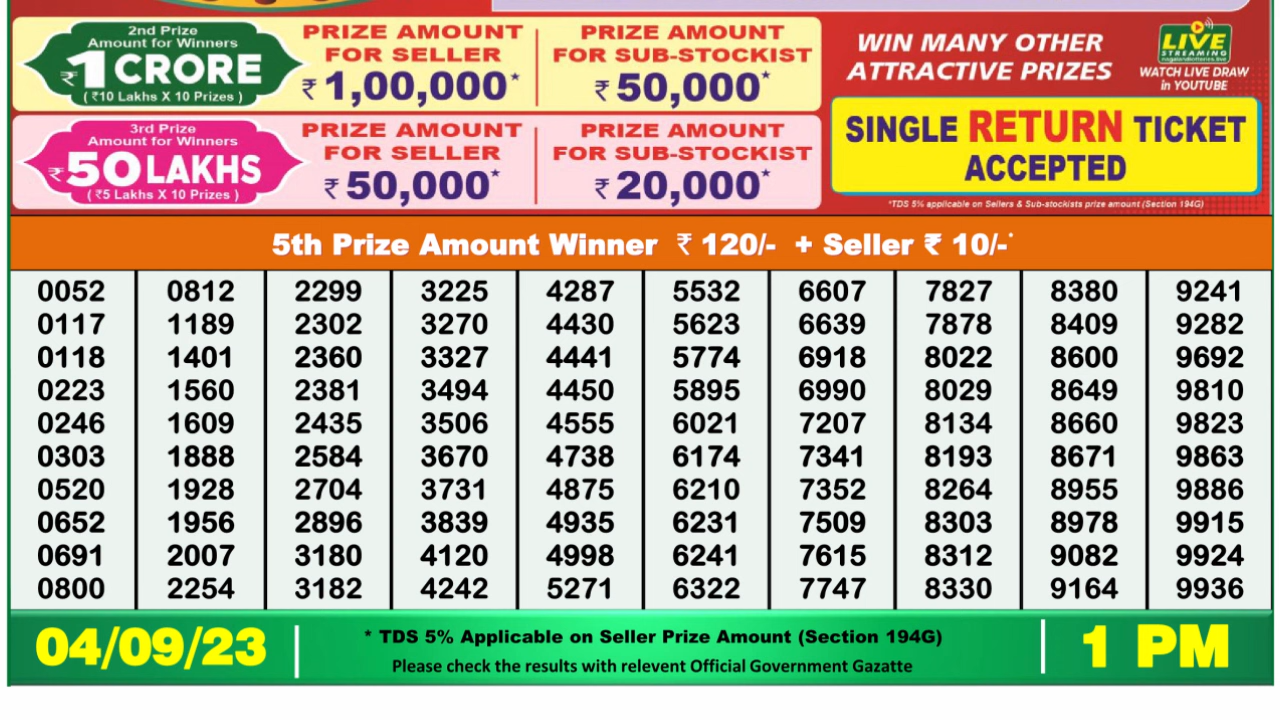 2nd Prize
Amount for Winners
₹1 CRORE
( ₹10 Lakhs X 10 Prizes )
PRIZE AMOUNT
FOR SELLER
₹ 1,00,000*
PRIZE AMOUNT
FOR SUB-STOCKIST
₹ 50,000*
3rd Prize
Amount for Winners
₹50 LAKHS
( ₹5 Lakhs X 10 Prizes )
PRIZE AMOUNT
FOR SELLER
₹ 50,000*
PRIZE AMOUNT
FOR SUB-STOCKIST
₹ 20,000*
WIN MANY OTHER
ATTRACTIVE PRIZES
LIVE
STREAMING
WATCH LIVE DRAW
in YOUTUBE
SINGLE RETURN TICKET
ACCEPTED
*TDS 5% applicable on Sellers & Sub-stockists prize amount (Section 194G)
5th Prize Amount Winner ₹ 120/- + Seller ₹ 10/-*
0052 0812 2299 3225 4287 5532 6607 7827 8380 9241
0117 1189 2302 3270 4430 5623 6639 7878 8409 9282
0118 1401 2360 3327 4441 5774 6918 8022 8600 9692
0223 1560 2381 3494 4450 5895 6990 8029 8649 9810
0246 1609 2435 3506 4555 6021 7207 8134 8660 9823
0303 1888 2584 3670 4738 6174 7341 8193 8671 9863
0520 1928 2704 3731 4875 6210 7352 8264 8955 9886
0652 1956 2896 3839 4935 6231 7509 8303 8978 9915
0691 2007 3180 4120 4998 6241 7615 8312 9082 9924
0800 2254 3182 4242 5271 6322 7747 8330 9164 9936
04/09/23
* TDS 5% Applicable on Seller Prize Amount (Section 194G)
Please check the results with relevent Official Government Gazatte
1 PM